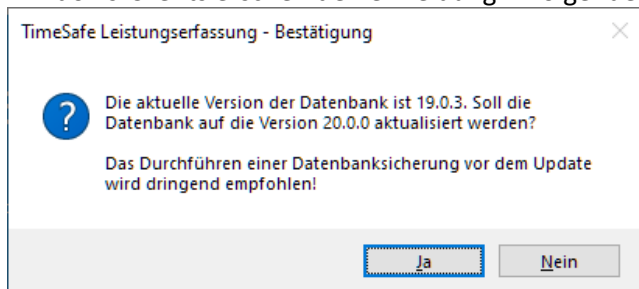 TimeSafe Leistungserfassung - Bestätigung
Die aktuelle Version der Datenbank ist 19.0.3. Soll die
Datenbank auf die Version 20.0.0 aktualisiert werden?
Das Durchführen einer Datenbanksicherung vor dem Update
wird dringend empfohlen!
Ja
Nein